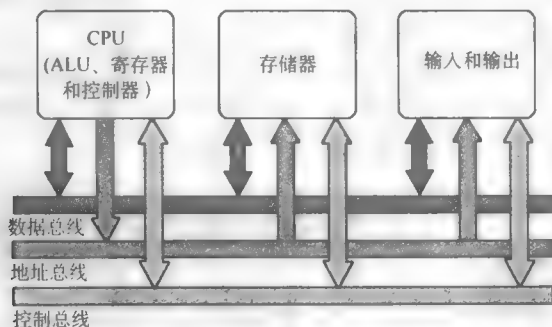 CPU
(ALU、寄存器
和控制器)
存储器
输入和输出
数据总线
地址总线
控制总线